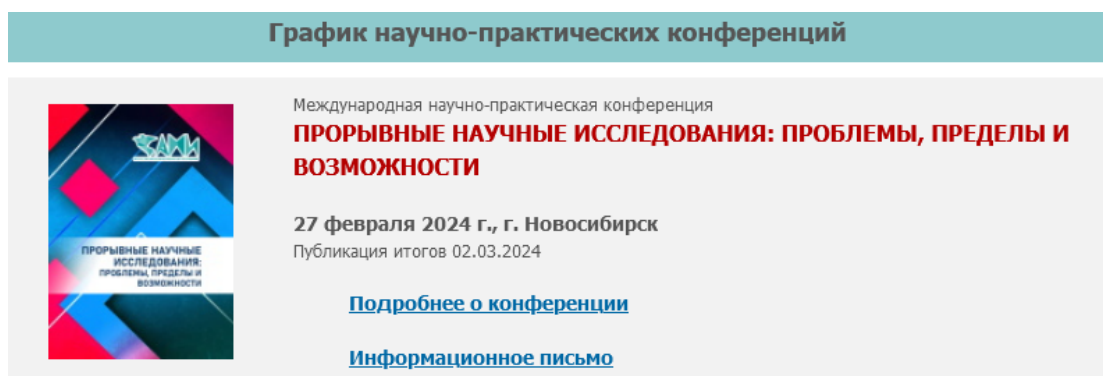 График научно-практических конференций
Международная научно-практическая конференция
ПРОРЫВНЫЕ НАУЧНЫЕ ИССЛЕДОВАНИЯ: ПРОБЛЕМЫ, ПРЕДЕЛЫ И
ВОЗМОЖНОСТИ
27 февраля 2024 г., г. Новосибирск
Публикация итогов 02.03.2024
Подробнее о конференции
Информационное письмо
ПРОРЫВНЫЕ НАУЧНЫЕ
ИССЛЕДОВАНИЯ:
ПРОБЛЕМЫ, ПРЕДЕЛЫ И
ВОЗМОЖНОСТИ